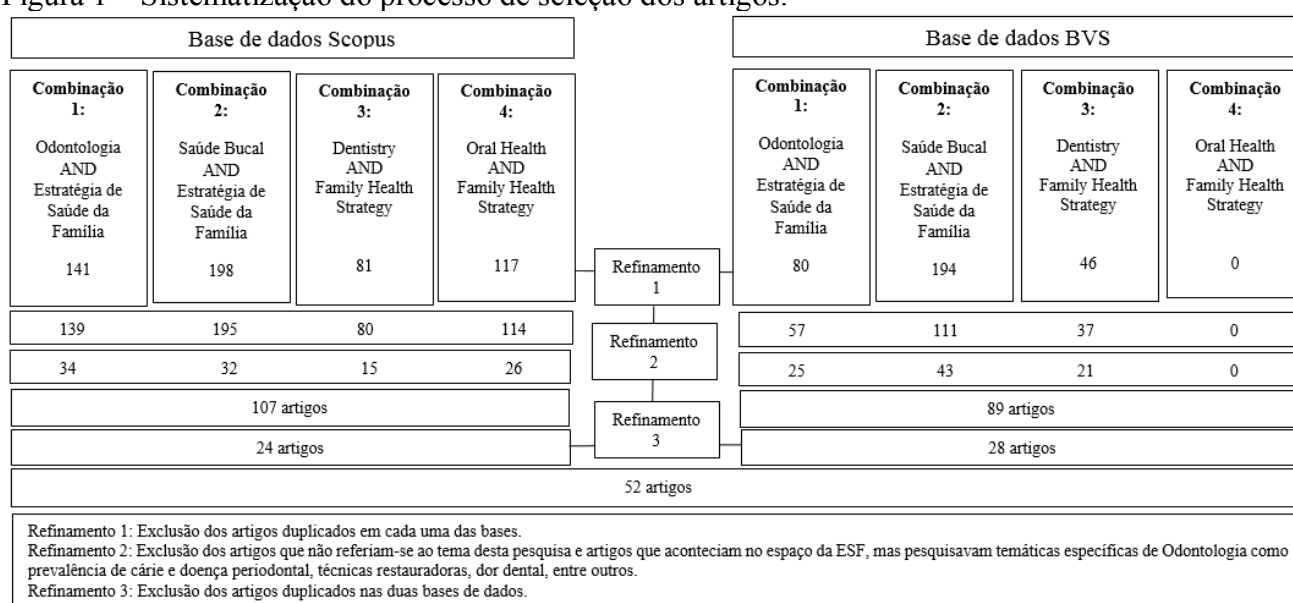 Figura 1 – Sistematização do processo de seleção dos artigos.
Base de dados Scopus
Combinação
1:
Odontologia
AND
Estratégia de
Saúde da
Família
141
Combinação
2:
Saúde Bucal
AND
Estratégia de
Saúde da
Família
198
Combinação
3:
Dentistry
AND
Family Health
Strategy
81
Combinação
4:
Oral Health
AND
Family Health
Strategy
117
139 195 80 114
34 32 15 26
107 artigos
24 artigos
Refinamento
1
Refinamento
2
Refinamento
3
Base de dados BVS
Combinação
1:
Odontologia
AND
Estratégia de
Saúde da
Família
80
Combinação
2:
Saúde Bucal
AND
Estratégia de
Saúde da
Família
194
Combinação
3:
Dentistry
AND
Family Health
Strategy
46
Combinação
4:
Oral Health
AND
Family Health
Strategy
0
57 111 37 0
25 43 21 0
89 artigos
28 artigos
52 artigos
Refinamento 1: Exclusão dos artigos duplicados em cada uma das bases.
Refinamento 2: Exclusão dos artigos que não referiam-se ao tema desta pesquisa e artigos que aconteciam no espaço da ESF, mas pesquisavam temáticas específicas de Odontologia como
prevalência de cárie e doença periodontal, técnicas restauradoras, dor dental, entre outros.
Refinamento 3: Exclusão dos artigos duplicados nas duas bases de dados.